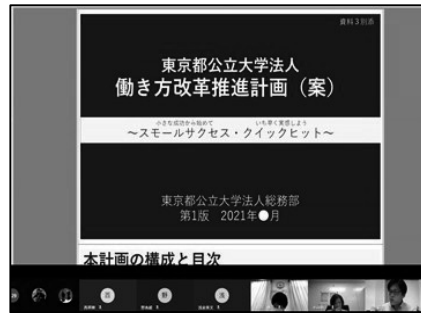 資料３別添
東京都公立大学法人
働き方改革推進計画（案）
小さな成功から始めて いち早く実感しよう
～スモールサクセス・クイックヒット～
東京都公立大学法人総務部
第1版 2021年●月
本計画の構成と目次
西
野
浅